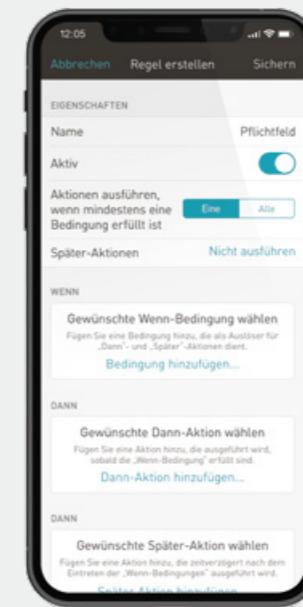 12:05
Abbrechen Regel erstellen Sichern
EIGENSCHAFTEN
Name Pflichtfeld
Aktiv
Aktionen ausführen,
wenn mindestens eine
Bedingung erfüllt ist
Eine Alle
Später-Aktionen Nicht ausführen
WENN
Gewünschte Wenn-Bedingung wählen
Fügen Sie eine Bedingung hinzu, die als Auslöser für
„Dann"- und „Später"-Aktionen dient.
Bedingung hinzufügen...
DANN
Gewünschte Dann-Aktion wählen
Fügen Sie eine Aktion hinzu, die ausgeführt wird,
sobald die „Wenn-Bedingung" erfüllt sind.
Dann-Aktion hinzufügen...
DANN
Gewünschte Später-Aktion wählen
Fügen Sie eine Aktion hinzu, die zeitverzögert nach dem
Eintreten der „Wenn-Bedingungen" ausgeführt wird.
Später-Aktion hinzufügen...